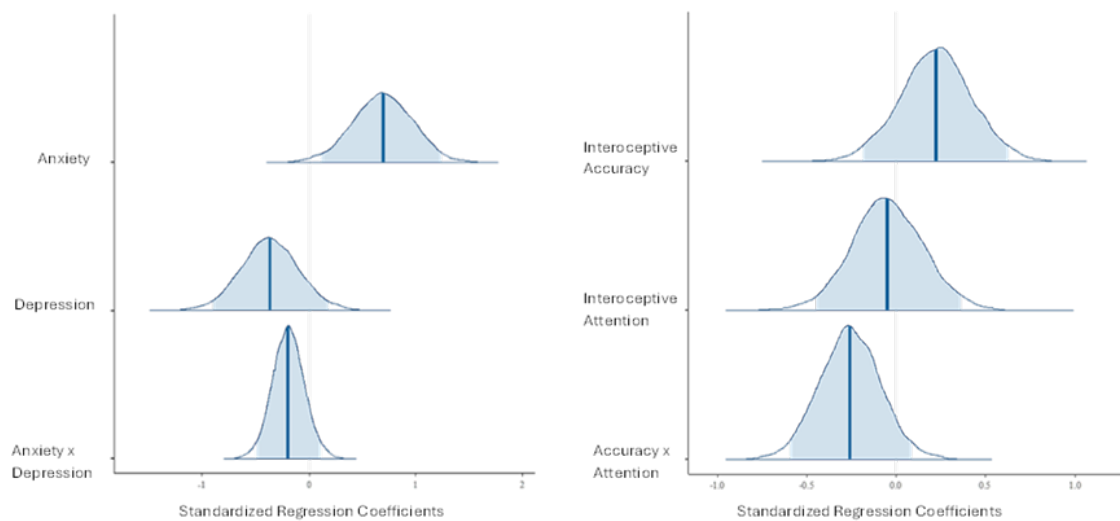 Anxiety
Depression
Anxiety x
Depression
-1
0
1
2
Standardized Regression Coefficients
Interoceptive
Accuracy
Interoceptive
Attention
Accuracy x
Attention
-1.0
-0.5
0.0
0.5
1.0
Standardized Regression Coefficients